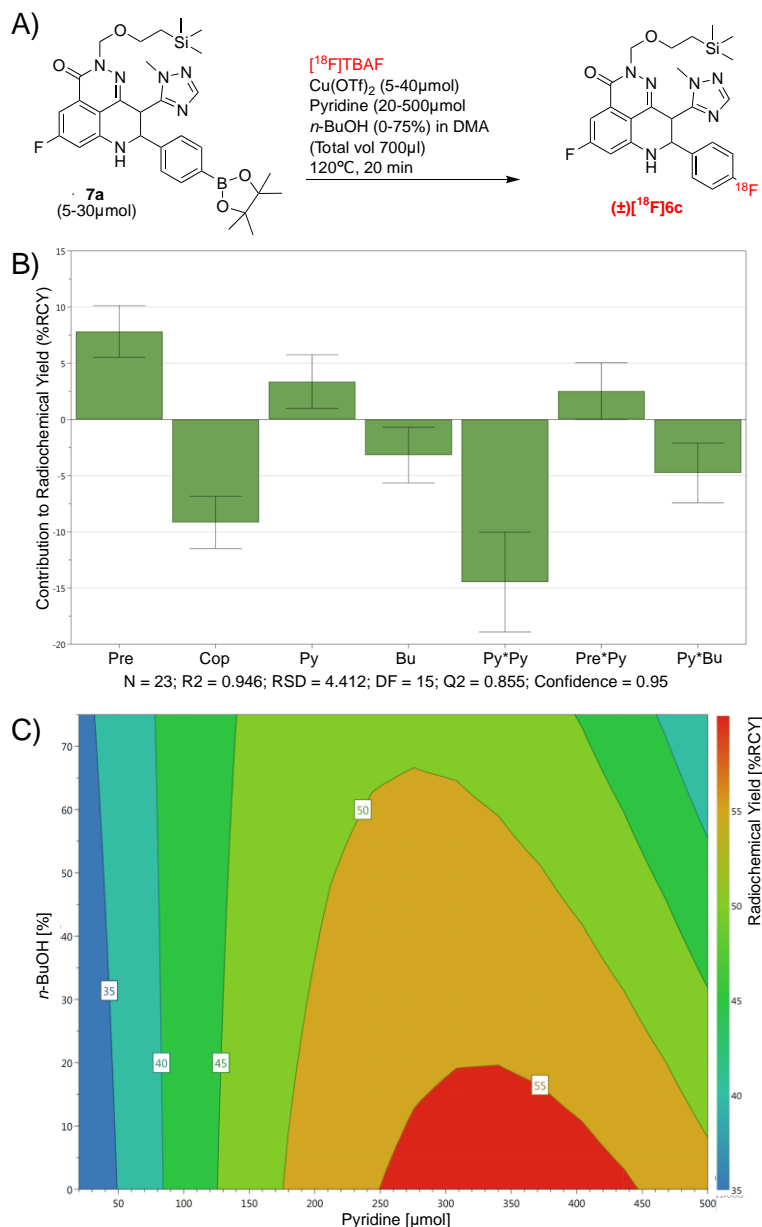 A)
O
Si
O
N
N
N
N
N
F
N
H
B
O
O
· 7a
(5-30µmol)
[¹⁸F]TBAF
Cu(OTf)₂ (5-40µmol)
Pyridine (20-500µmol
n-BuOH (0-75%) in DMA
(Total vol 700µl)
120ºC, 20 min
O
Si
O
N
N
N
N
N
F
N
H
¹⁸F
(±)[¹⁸F]6c
B)
Contribution to Radiochemical Yield (%RCY)
15
10
5
0
-5
-10
-15
-20
Pre Cop Py Bu Py*Py Pre*Py Py*Bu
N = 23; R2 = 0.946; RSD = 4.412; DF = 15; Q2 = 0.855; Confidence = 0.95
C)
n-BuOH [%]
70
60
50
40
30
20
10
0
50
35
40
45
55
50 100 150 200 250 300 350 400 450 500
Pyridine [µmol]
Radiochemical Yield [%RCY]
55
50
45
40
35